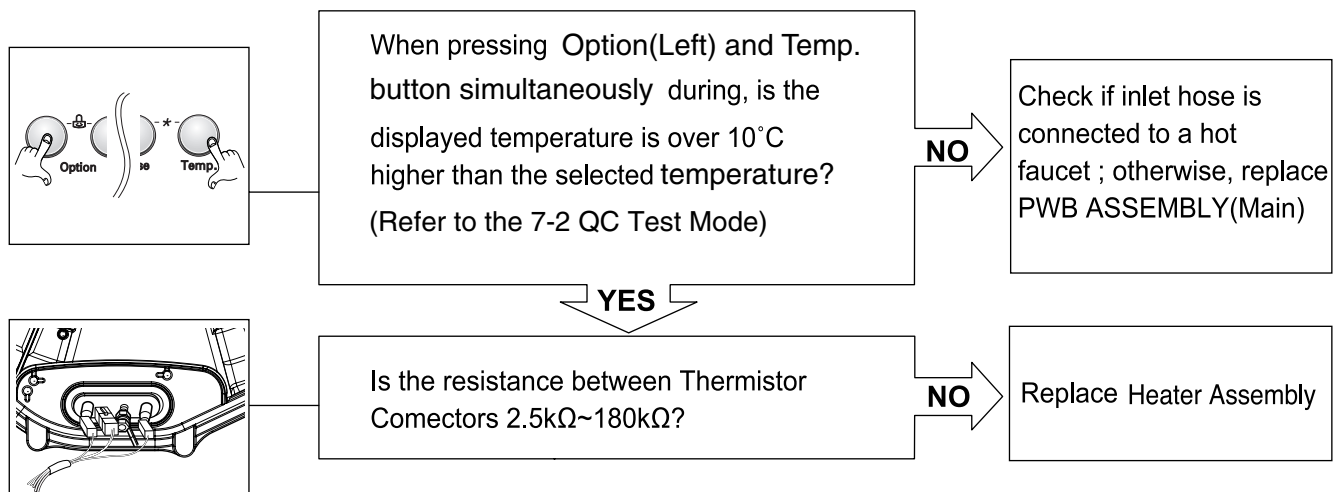 When pressing Option(Left) and Temp.
button simultaneously during, is the
displayed temperature is over 10˚C
higher than the selected temperature?
(Refer to the 7-2 QC Test Mode)
NO
Check if inlet hose is
connected to a hot
faucet ; otherwise, replace
PWB ASSEMBLY(Main)
* 
Option se Temp.
YES
Is the resistance between Thermistor
Comectors 2.5kΩ~180kΩ?
NO
Replace Heater Assembly